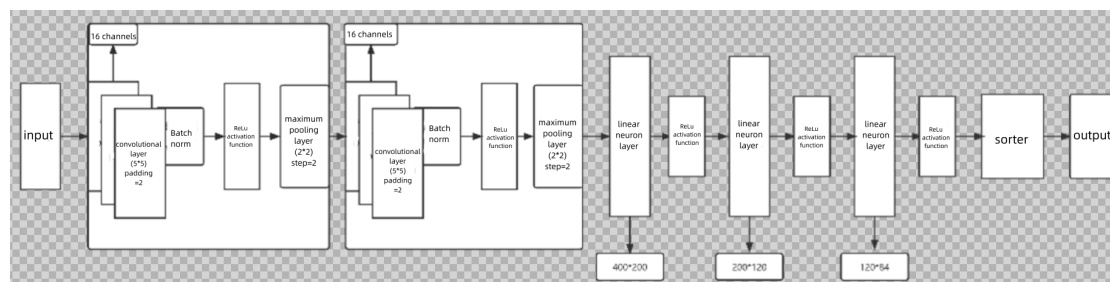 input
16 channels
convolutional
layer
(5*5)
padding
=2
Batch
norm
ReLu
activation
function
maximum
pooling
layer
(2*2)
step=2
16 channels
convolutional
layer
(5*5)
padding
=2
Batch
norm
ReLu
activation
function
maximum
pooling
layer
(2*2)
step=2
linear
neuron
layer
400*200
ReLu
activation
function
linear
neuron
layer
200*120
ReLu
activation
function
linear
neuron
layer
120*84
ReLu
activation
function
sorter
output